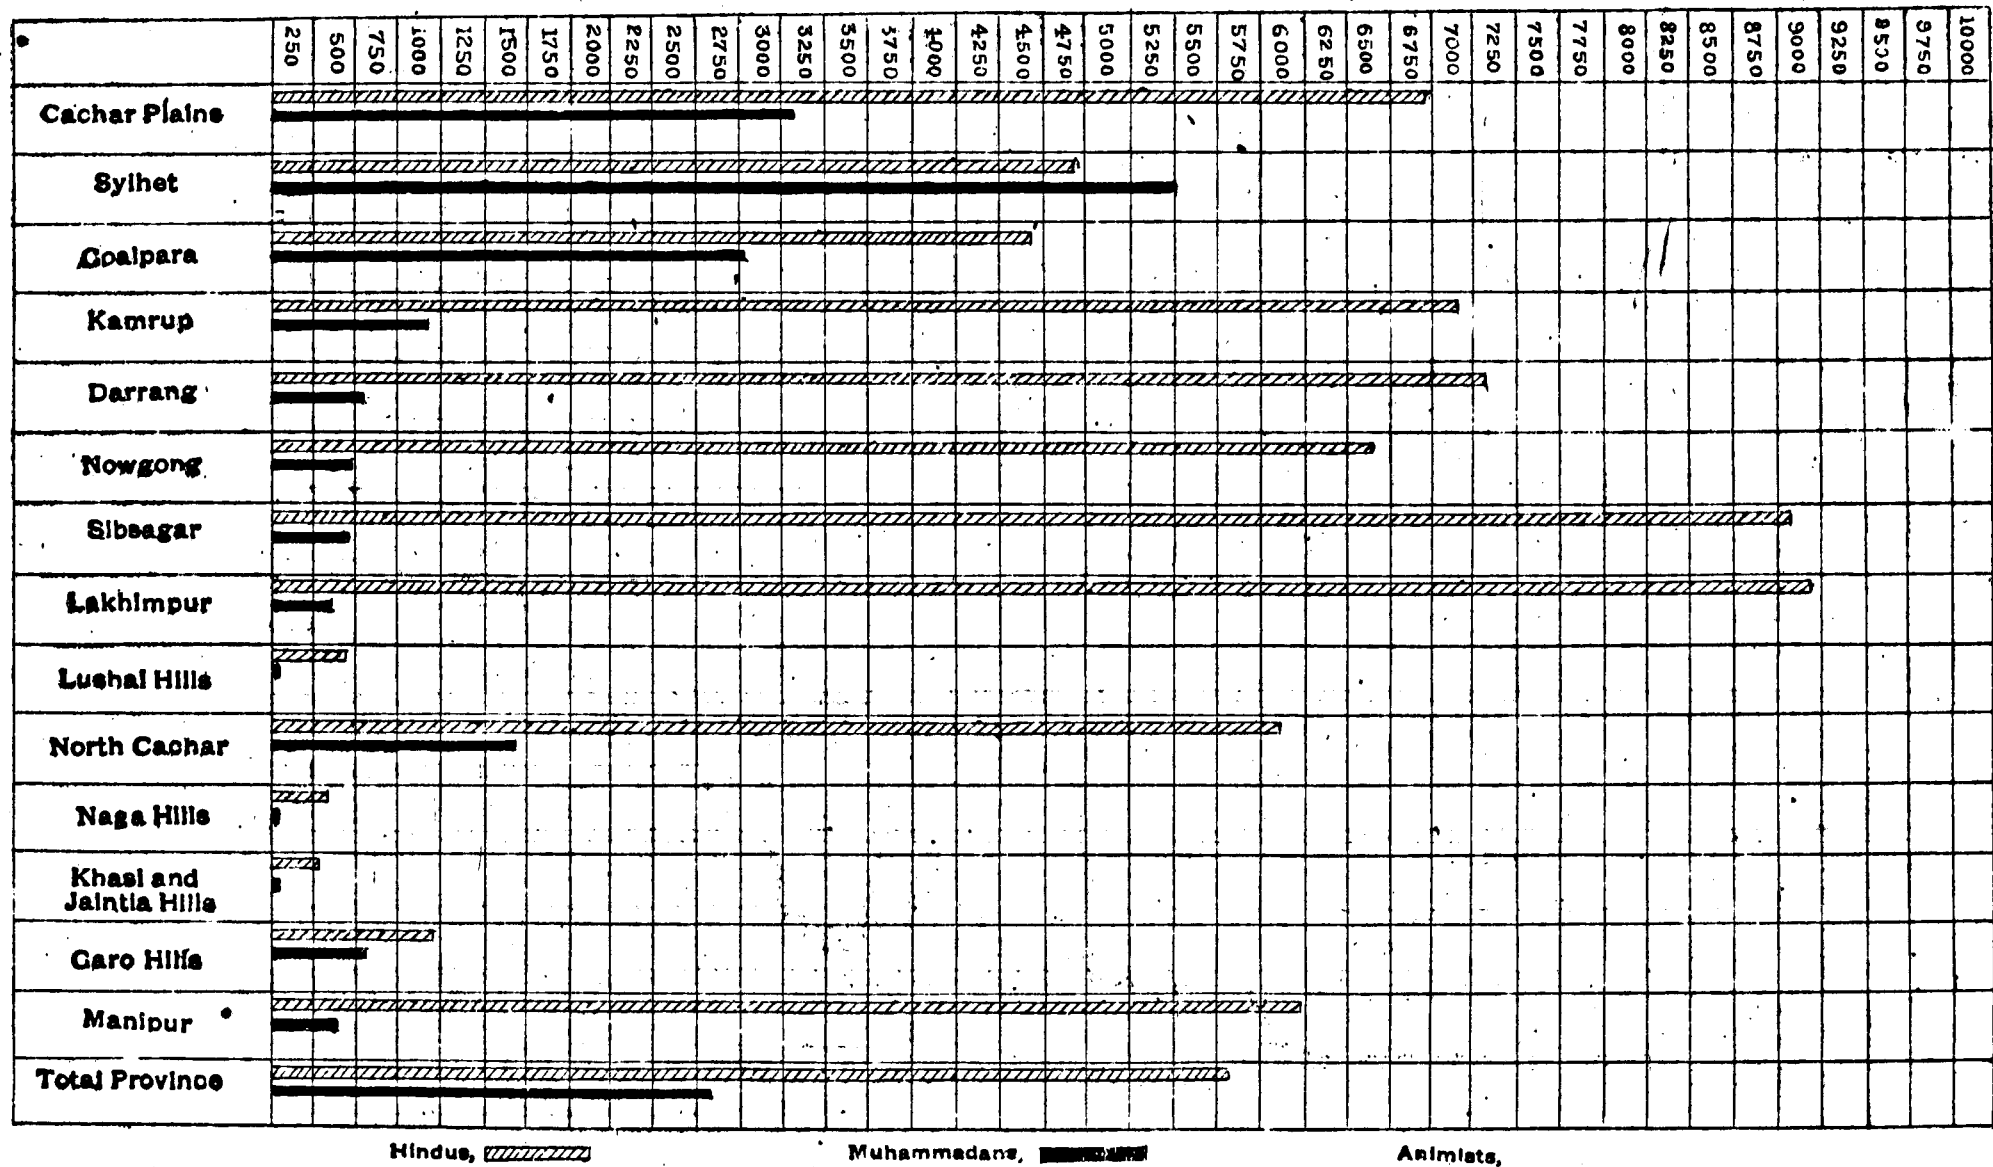 250 500 750 1000 1250 1500 1750 2000 2250 2500 2750 3000 3250 3500 3750 4000 4250 4500 4750 5000 5250 5500 5750 6000 6250 6500 6750 7000 7250 7500 7750 8000 8250 8500 8750 9000 9250 9500 9750 10000
Cachar Plains
Sylhet
Goalpara
Kamrup
Darrang
Nowgong
Sibsagar
Lakhimpur
Lushai Hills
North Cachar
Naga Hills
Khasi and
Jaintia Hills
Garo Hills
Manipur
Total Province
Hindus, Muhammadans, Animists,